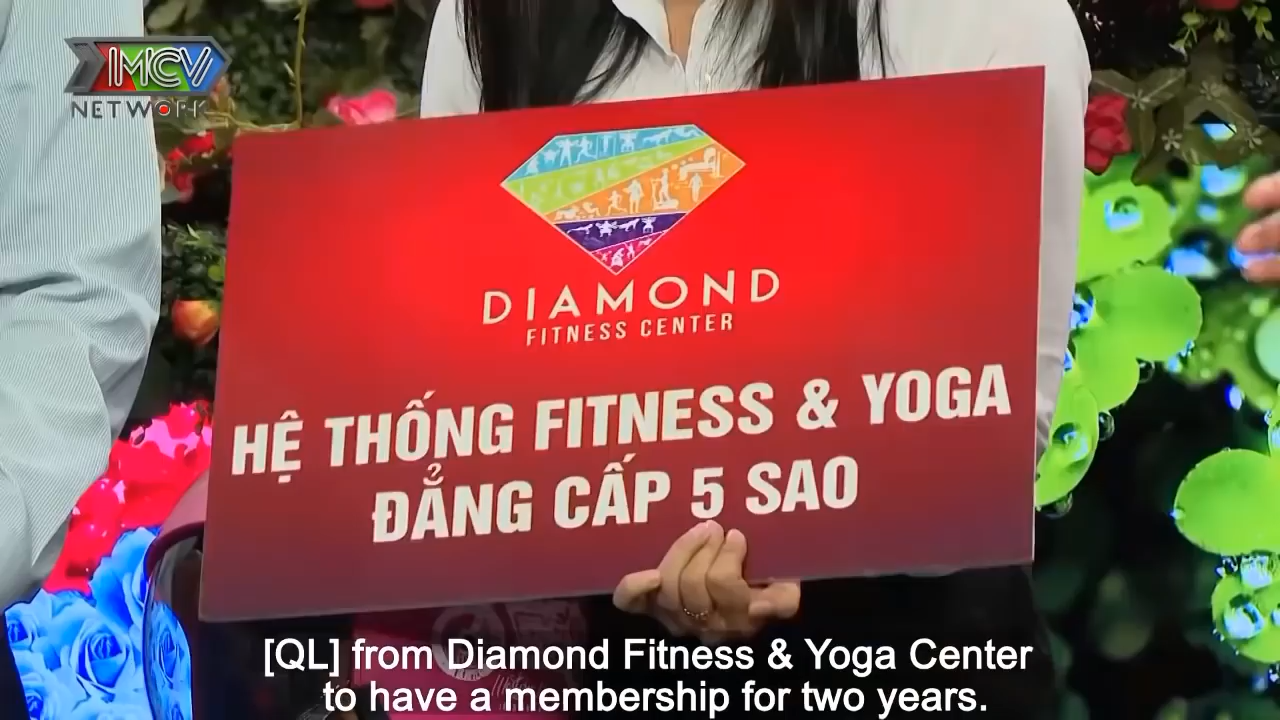 MCV
NETWORK
DIAMOND
FITNESS CENTER
HỆ THỐNG FITNESS & YOGA
ĐẲNG CẤP 5 SAO
[QL] from Diamond Fitness & Yoga Center
to have a membership for two years.